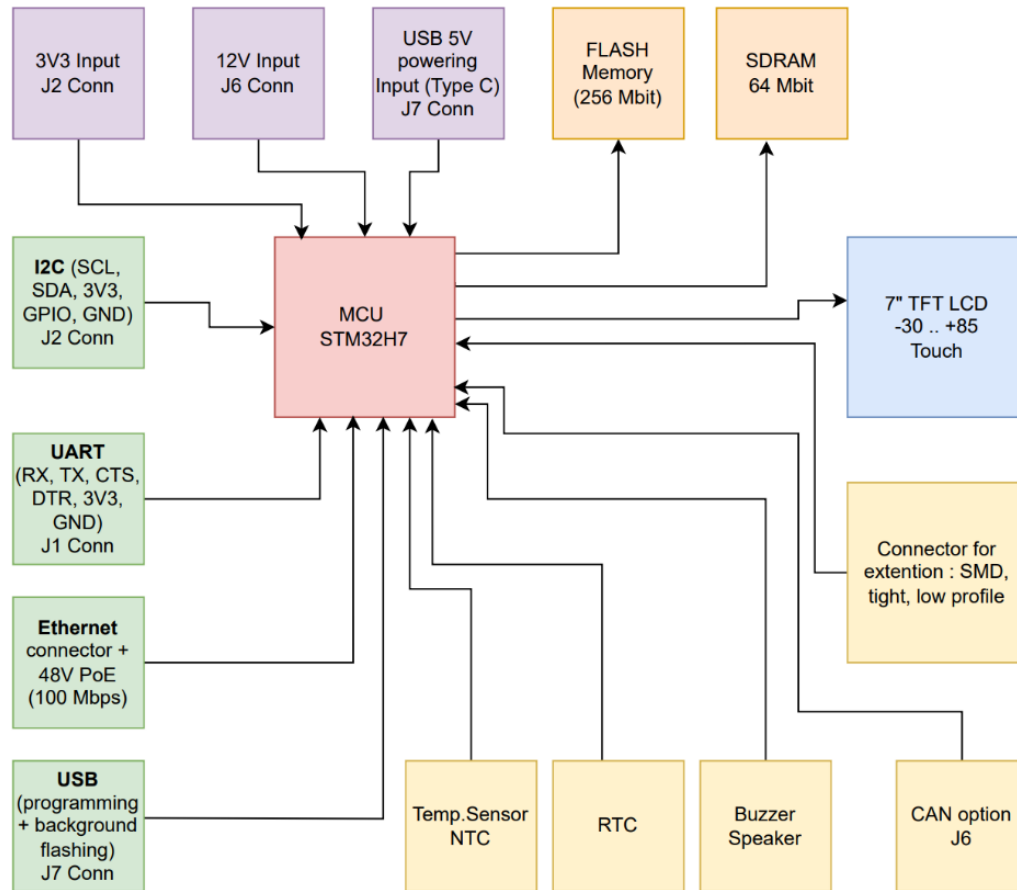 3V3 Input
J2 Conn
12V Input
J6 Conn
USB 5V
powering
Input (Type C)
J7 Conn
FLASH
Memory
(256 Mbit)
SDRAM
64 Mbit
I2C (SCL,
SDA, 3V3,
GPIO, GND)
J2 Conn
MCU
STM32H7
7" TFT LCD
-30 .. +85
Touch
UART
(RX, TX, CTS,
DTR, 3V3,
GND)
J1 Conn
Connector for
extention : SMD,
tight, low profile
Ethernet
connector +
48V PoE
(100 Mbps)
USB
(programming
+ background
flashing)
J7 Conn
Temp.Sensor
NTC
RTC
Buzzer
Speaker
CAN option
J6